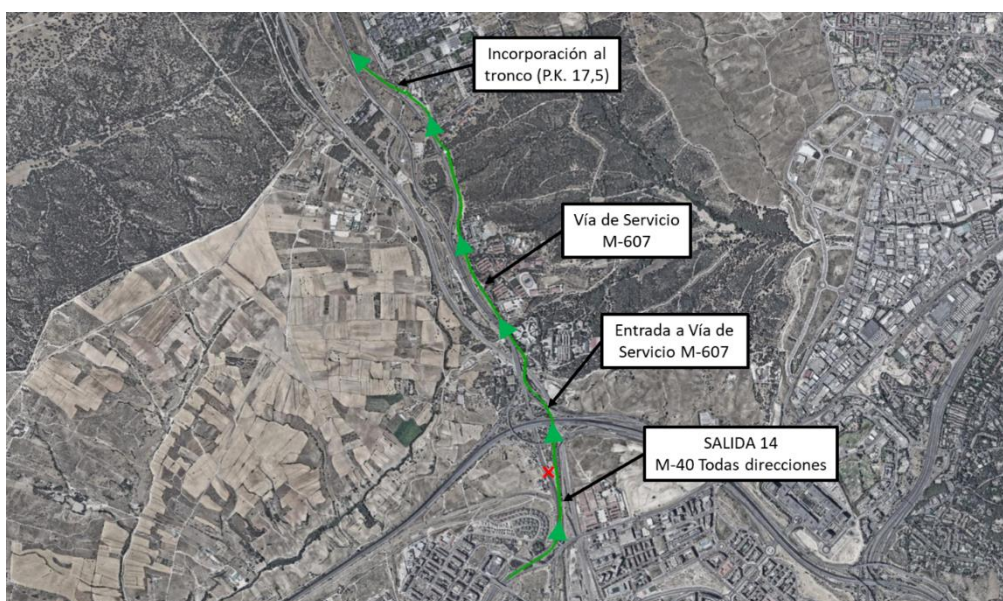 Incorporación al
tronco (P.K. 17,5)
Vía de Servicio
M-607
Entrada a Vía de
Servicio M-607
SALIDA 14
M-40 Todas direcciones